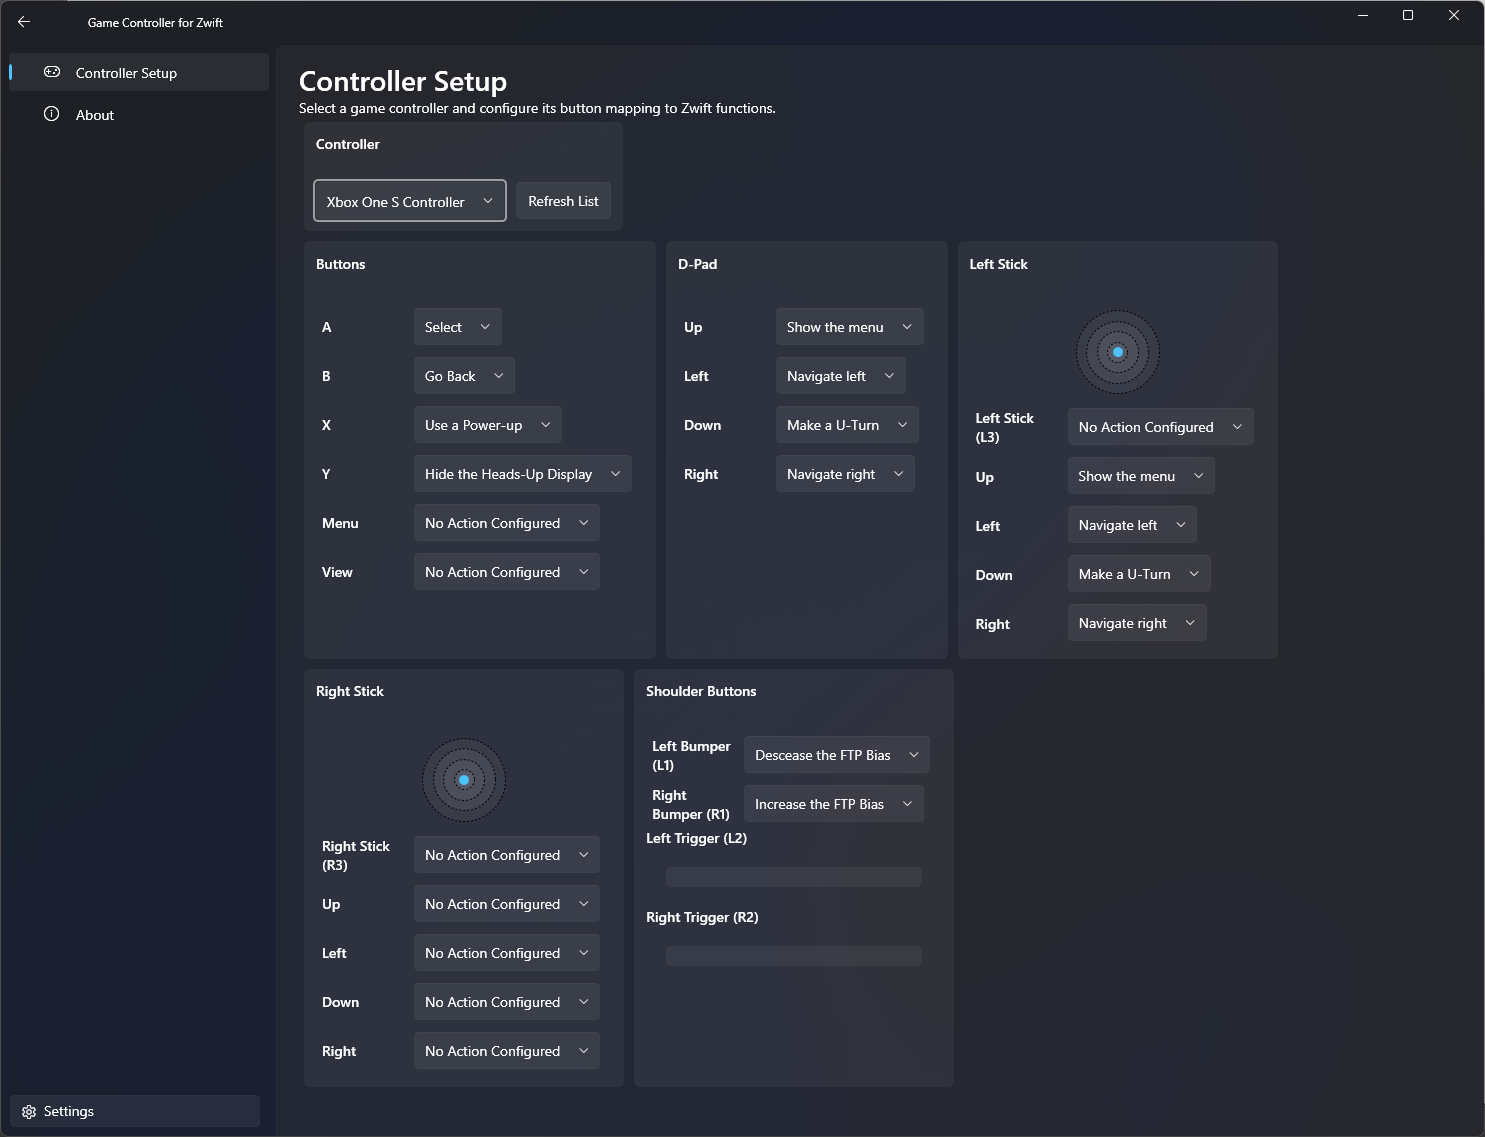 Game Controller for Zwift
Controller Setup
About
Controller Setup
Select a game controller and configure its button mapping to Zwift functions.
Controller
Xbox One S Controller
Refresh List
Buttons
A
Select
B
Go Back
X
Use a Power-up
Y
Hide the Heads-Up Display
Menu
No Action Configured
View
No Action Configured
D-Pad
Up
Show the menu
Left
Navigate left
Down
Make a U-Turn
Right
Navigate right
Left Stick
Left Stick
(L3)
No Action Configured
Up
Show the menu
Left
Navigate left
Down
Make a U-Turn
Right
Navigate right
Right Stick
Right Stick
(R3)
No Action Configured
Up
No Action Configured
Left
No Action Configured
Down
No Action Configured
Right
No Action Configured
Shoulder Buttons
Left Bumper
(L1)
Descease the FTP Bias
Right
Bumper (R1)
Increase the FTP Bias
Left Trigger (L2)
Right Trigger (R2)
Settings